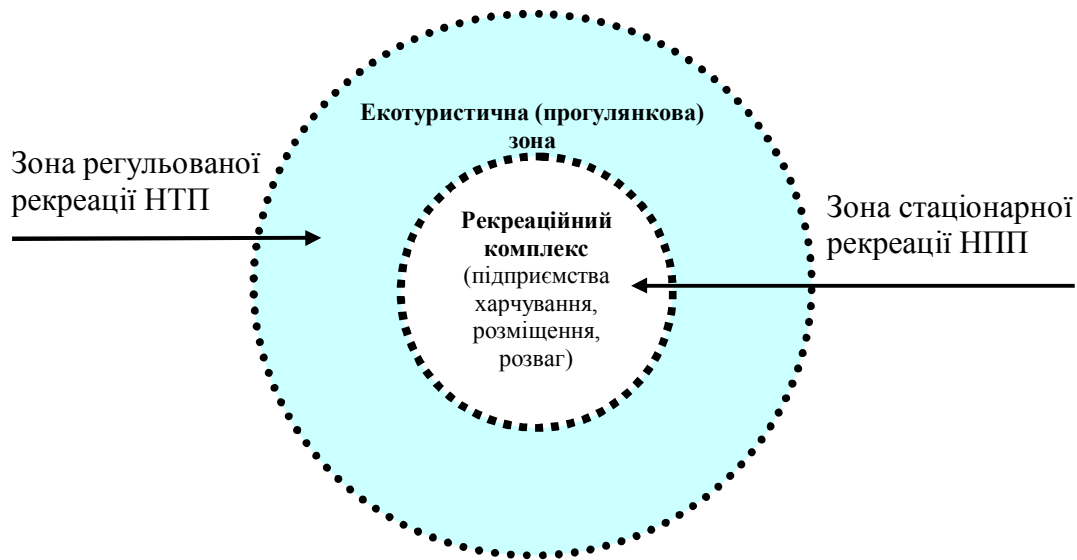 Екотуристична (прогулянкова)
зона
Зона регульованої
рекреації НТП
Рекреаційний
комплекс
(підприємства
харчування,
розміщення,
розваг)
Зона стаціонарної
рекреації НПП